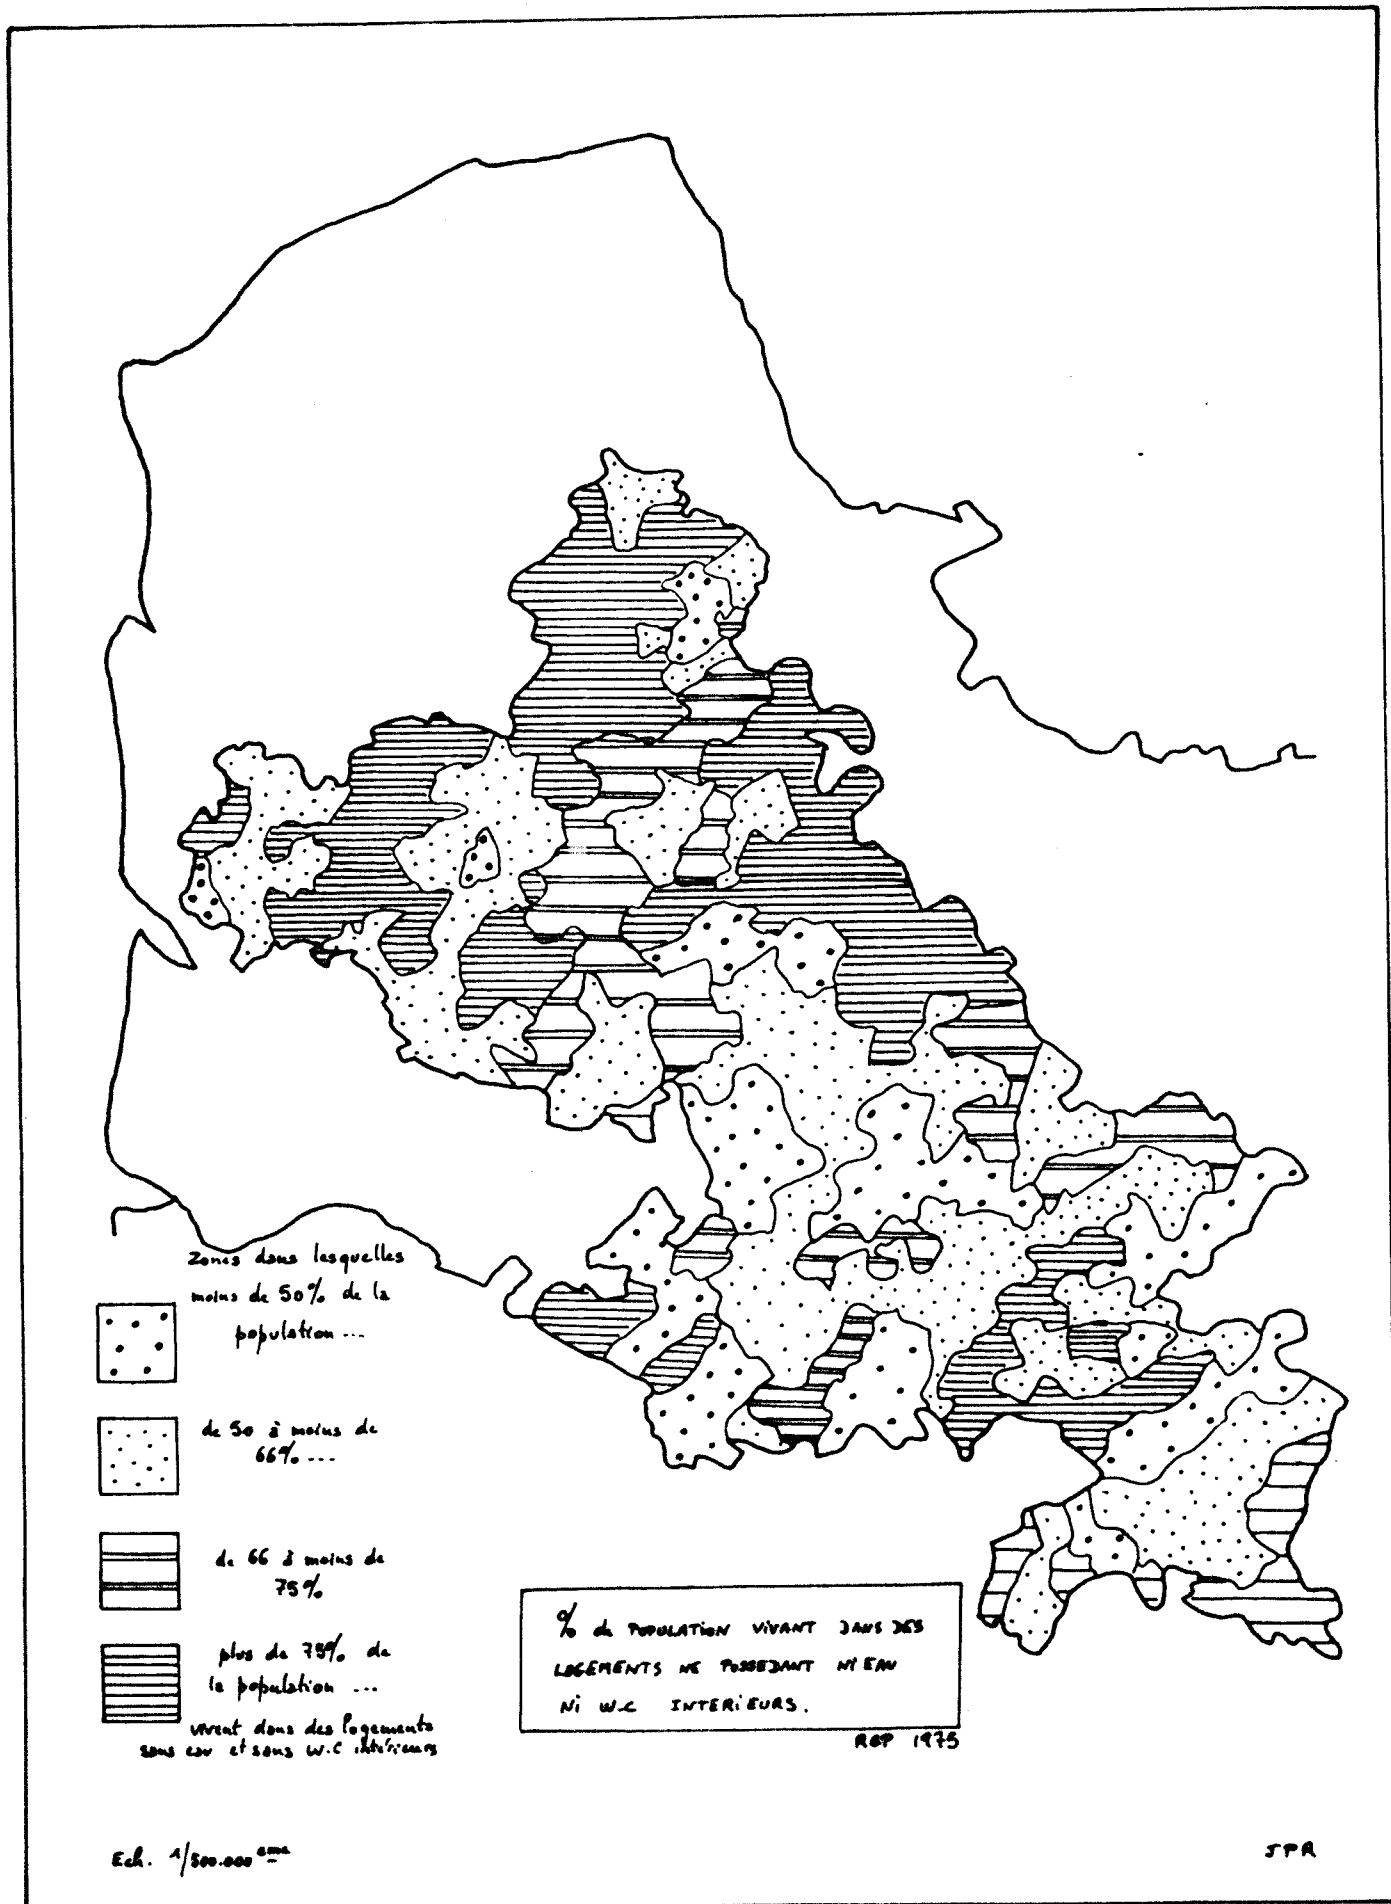 Zones dans lesquelles
moins de 50% de la
population ...
de 50 à moins de
66% ...
de 66 à moins de
75%
plus de 75% de
la population ...
vivent dans des logements
sans eau et sans W.C intérieurs
% de POPULATION VIVANT DANS DES
LOGEMENTS NE POSSEDANT NI EAU
NI W.C INTERIEURS.
RGP 1975
Ech. 1/500.000 eme
JPR